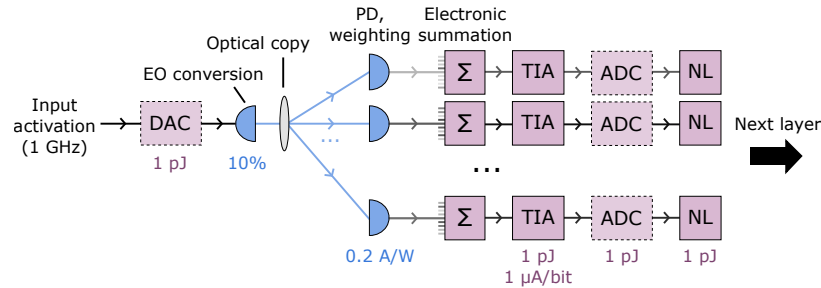 PD,
weighting
Electronic
summation
Optical copy
EO conversion
Input
activation
(1 GHz)
DAC
1 pJ
10%
...
0.2 A/W
Σ
TIA
ADC
NL
Σ
TIA
ADC
NL
...
Σ
TIA
ADC
NL
1 pJ
1 μA/bit
1 pJ
1 pJ
Next layer